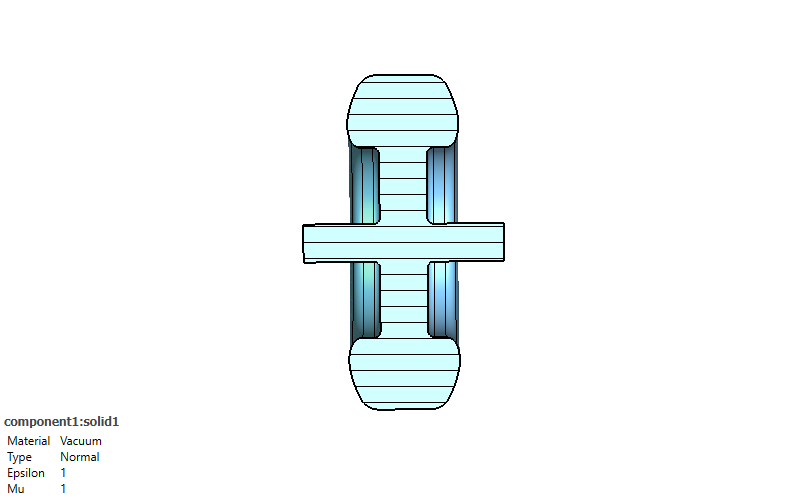 component1:solid1
Material Vacuum
Type Normal
Epsilon 1
Mu 1